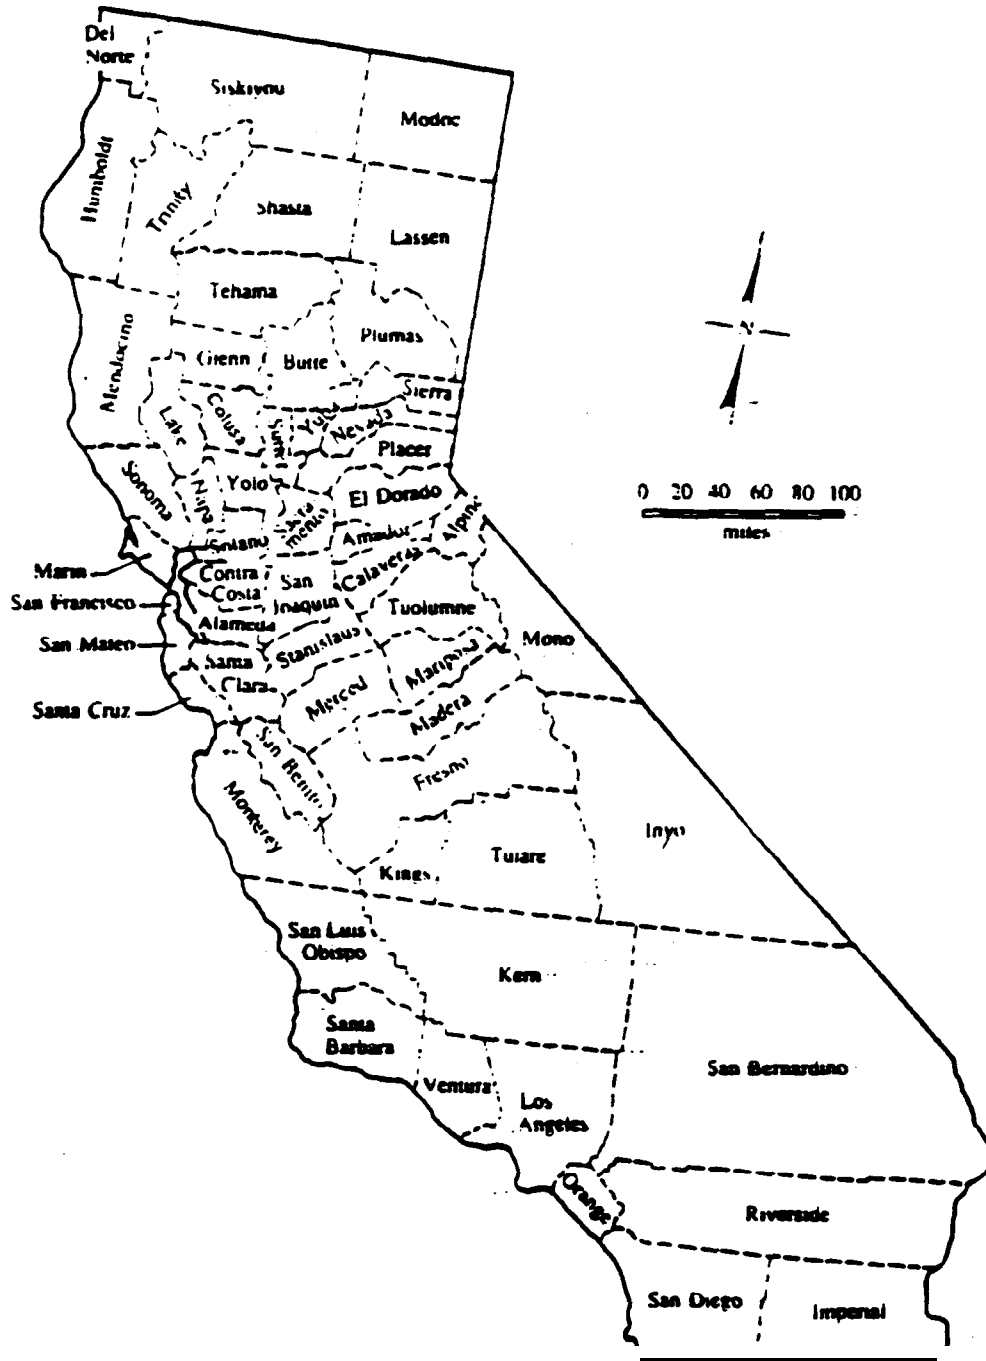 Del
Norte
Siskiyou
Modoc
Humboldt
Trinity
Shasta
Lassen
Tehama
Plumas
Mendocino
Glenn
Butte
Sierra
Lake
Colusa
Yuba
Nevada
Placer
Sonoma
Napa
Yolo
El Dorado
Alpine
Amador
Solano
Calaveras
Marin
Contra
Costa
San
Joaquin
San Francisco
Tuolumne
Alameda
San Mateo
Stanislaus
Mono
Santa
Clara
Mariposa
Merced
Santa Cruz
Madera
San Benito
Fresno
Monterey
Inyo
Tulare
Kings
San Luis
Obispo
Kern
Santa
Barbara
Ventura
Los
Angeles
San Bernardino
Orange
Riverside
San Diego
Imperial
N
0 20 40 60 80 100
miles